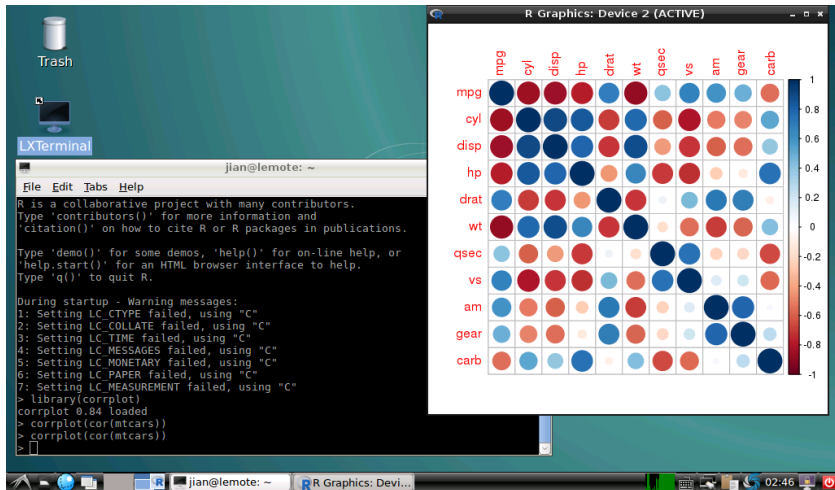 Trash
LXTerminal
jian@lemote: ~
File Edit Tabs Help
R is a collaborative project with many contributors.
Type 'contributors()' for more information and
'citation()' on how to cite R or R packages in publications.
Type 'demo()' for some demos, 'help()' for on-line help, or
'help.start()' for an HTML browser interface to help.
Type 'q()' to quit R.
During startup - Warning messages:
1: Setting LC_CTYPE failed, using "C"
2: Setting LC_COLLATE failed, using "C"
3: Setting LC_TIME failed, using "C"
4: Setting LC_MESSAGES failed, using "C"
5: Setting LC_MONETARY failed, using "C"
6: Setting LC_PAPER failed, using "C"
7: Setting LC_MEASUREMENT failed, using "C"
> library(corrplot)
corrplot 0.84 loaded
> corrplot(cor(mtcars))
> corrplot(cor(mtcars))
>
R Graphics: Device 2 (ACTIVE)
mpg cyl disp hp drat wt qsec vs am gear carb
mpg
cyl
disp
hp
drat
wt
qsec
vs
am
gear
carb
1
0.8
0.6
0.4
0.2
0
-0.2
-0.4
-0.6
-0.8
-1
jian@lemote: ~
R Graphics: Devi...
02:46